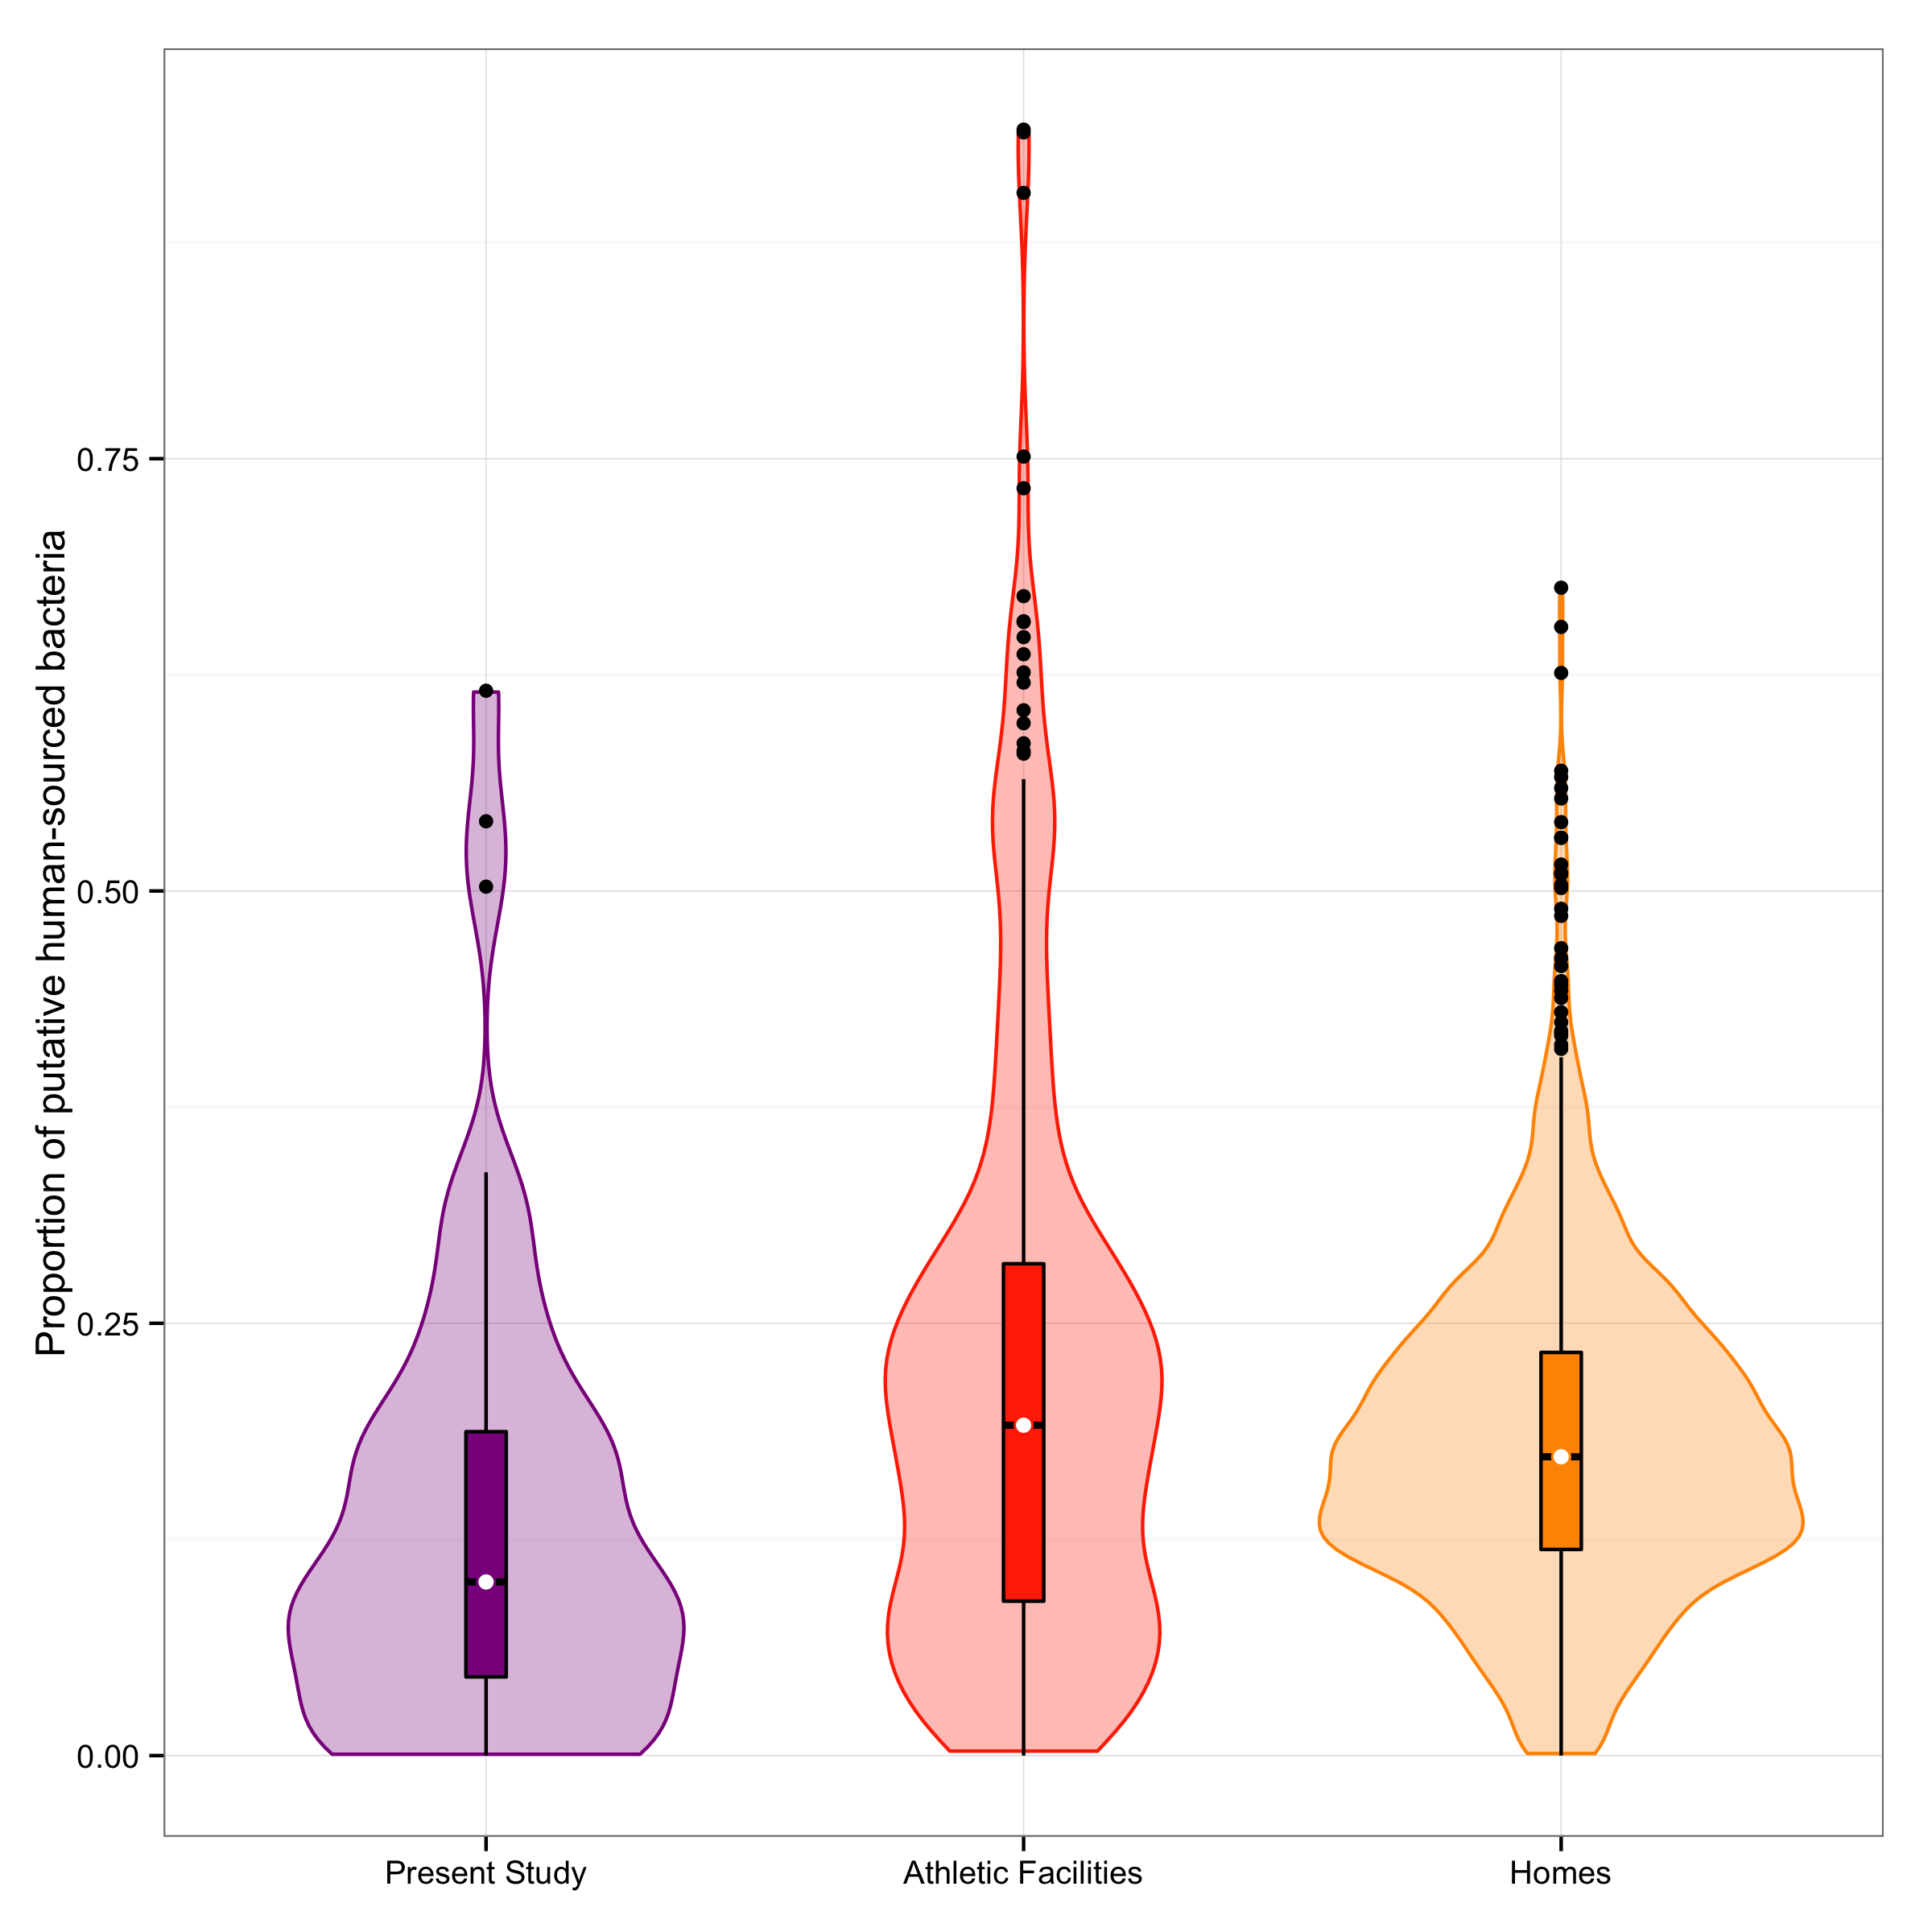 Proportion of putative human-sourced bacteria
0.75
0.50
0.25
0.00
Present Study
Athletic Facilities
Homes